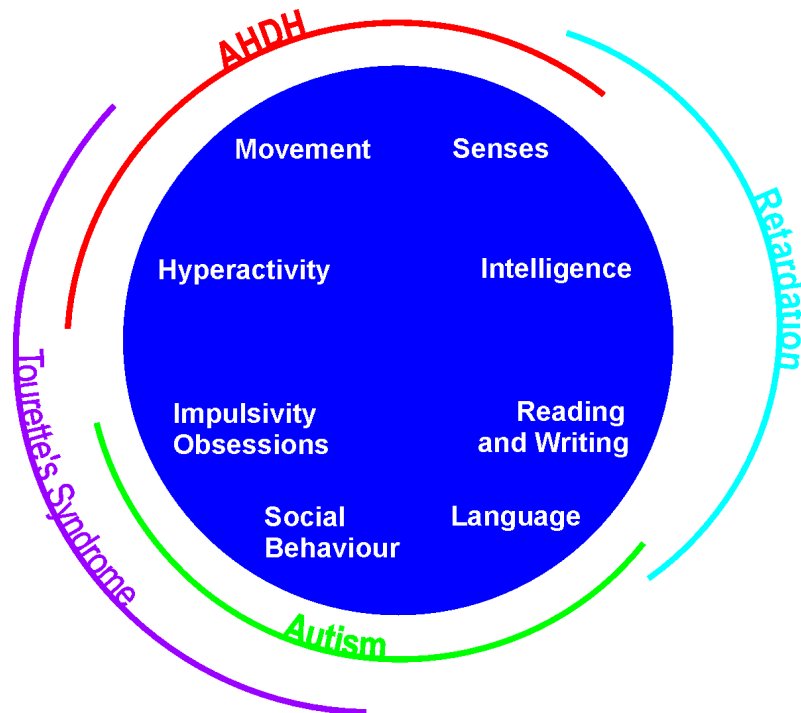 AHDH
Movement
Senses
Retardation
Hyperactivity
Intelligence
Tourette's Syndrome
Impulsivity
Obsessions
Reading
and Writing
Social
Behaviour
Language
Autism